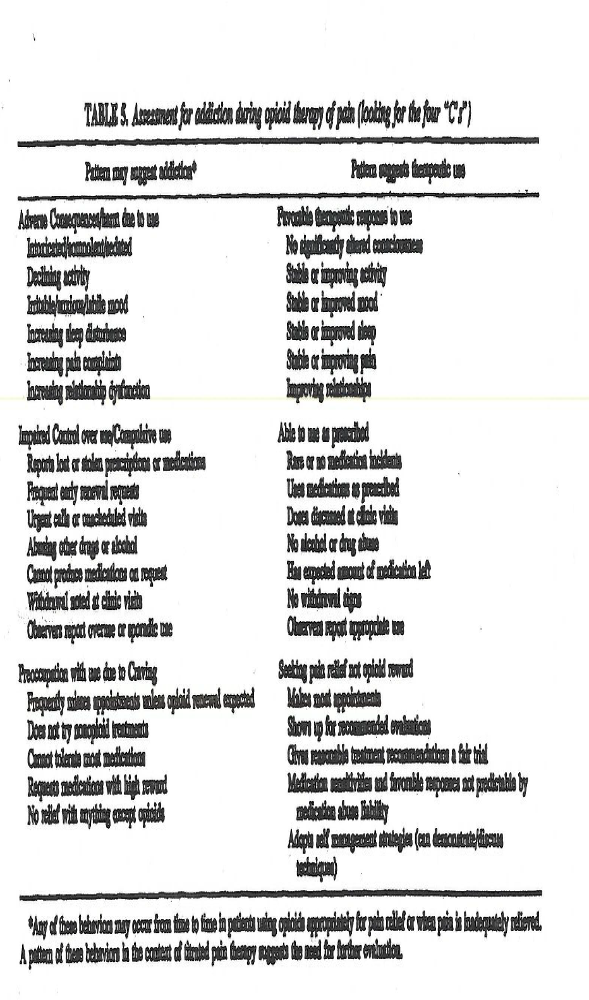 TABLE 5. Assessment for addiction during opioid therapy of pain (looking for the four "C's")
Pattern may suggest addiction*
Pattern suggests therapeutic use
Adverse Consequences/harm due to use
Intoxicated/somnolent/sedated
Declining activity
Irritable/anxious/labile mood
Increasing sleep disturbance
Increasing pain complaints
Increasing relationship dysfunction
Favorable therapeutic response to use
No significantly altered consciousness
Stable or improving activity
Stable or improved mood
Stable or improved sleep
Stable or improving pain
Improving relationships
Impaired Control over use/Compulsive use
Reports lost or stolen prescriptions or medications
Frequent early renewal requests
Urgent calls or unscheduled visits
Abusing other drugs or alcohol
Cannot produce medications on request
Withdrawal noted at clinic visits
Observers report overuse or sporadic use
Able to use as prescribed
Rare or no medication incidents
Uses medications as prescribed
Doses discussed at clinic visits
No alcohol or drug abuse
Has expected amount of medication left
No withdrawal signs
Observers report appropriate use
Preoccupation with use due to Craving
Frequently misses appointments unless opioid renewal expected
Does not try nonopioid treatments
Cannot tolerate most medications
Requests medications with high reward
No relief with anything except opioids
Seeking pain relief not opioid reward
Makes most appointments
Shows up for recommended evaluations
Gives reasonable treatment recommendations a fair trial
Medication sensitivities and favorable responses not predictable by
medication abuse liability
Adopts self management strategies (can demonstrate/discuss
techniques)
*Any of these behaviors may occur from time to time in patients using opioids appropriately for pain relief or when pain is inadequately relieved.
A pattern of these behaviors in the context of titrated pain therapy suggests the need for further evaluation.